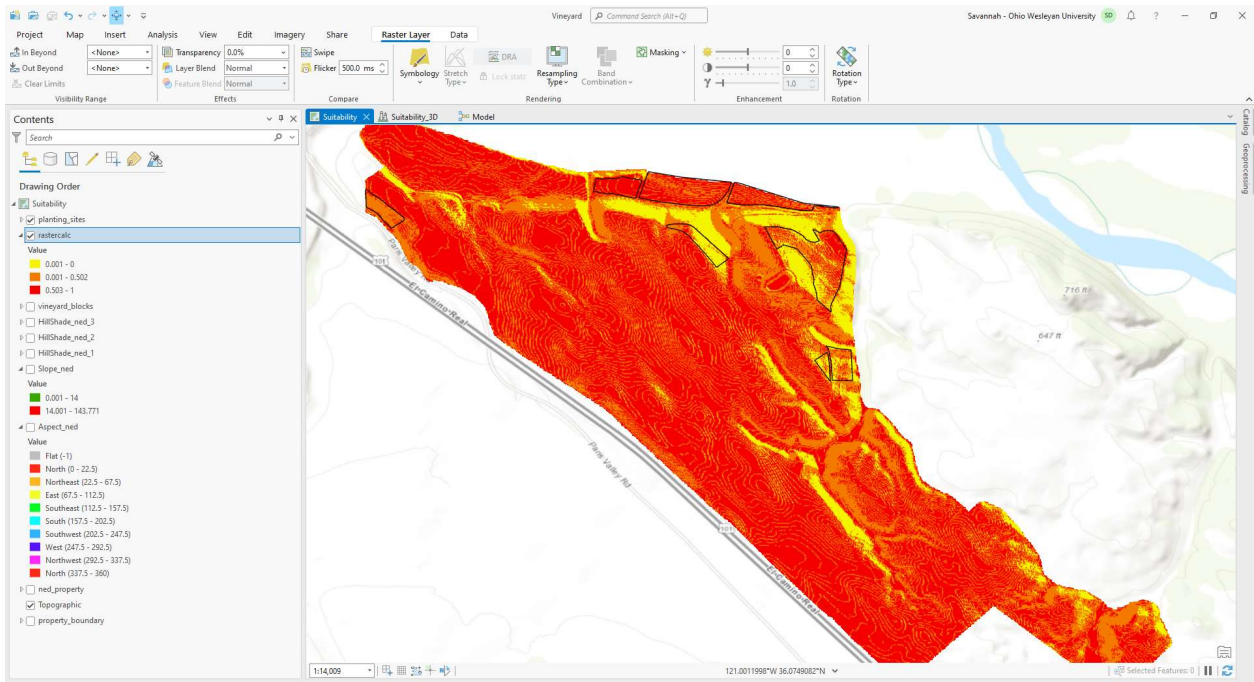 Vineyard
Command Search (Alt+Q)
Savannah - Ohio Wesleyan University SD ?
Project Map Insert Analysis View Edit Imagery Share Raster Layer Data
In Beyond <None>
Out Beyond <None>
Clear Limits
Visibility Range
Transparency 0.0%
Layer Blend Normal
Feature Blend Normal
Effects
Swipe
Flicker 500.0 ms
Compare
Symbology
Stretch
Type
DRA
Lock stats
Resampling
Type
Band
Combination
Masking
Rendering
0
0
1.0
Enhancement
Rotation
Type
Rotation
Contents
Search
Drawing Order
Suitability
planting_sites
rastercalc
Value
0.001 - 0
0.001 - 0.502
0.503 - 1
vineyard_blocks
HillShade_ned_3
HillShade_ned_2
HillShade_ned_1
Slope_ned
Value
0.001 - 14
14.001 - 143.771
Aspect_ned
Value
Flat (-1)
North (0 - 22.5)
Northeast (22.5 - 67.5)
East (67.5 - 112.5)
Southeast (112.5 - 157.5)
South (157.5 - 202.5)
Southwest (202.5 - 247.5)
West (247.5 - 292.5)
Northwest (292.5 - 337.5)
North (337.5 - 360)
ned_property
Topographic
property_boundary
Suitability Suitability_3D Model
Paris Valley
101
El-Camino-Real
716 ft
647 ft
Paris Valley Rd
101
El-Camino-Real
1:14,009
121.0011998°W 36.0749082°N
Selected Features: 0
Catalog
Geoprocessing